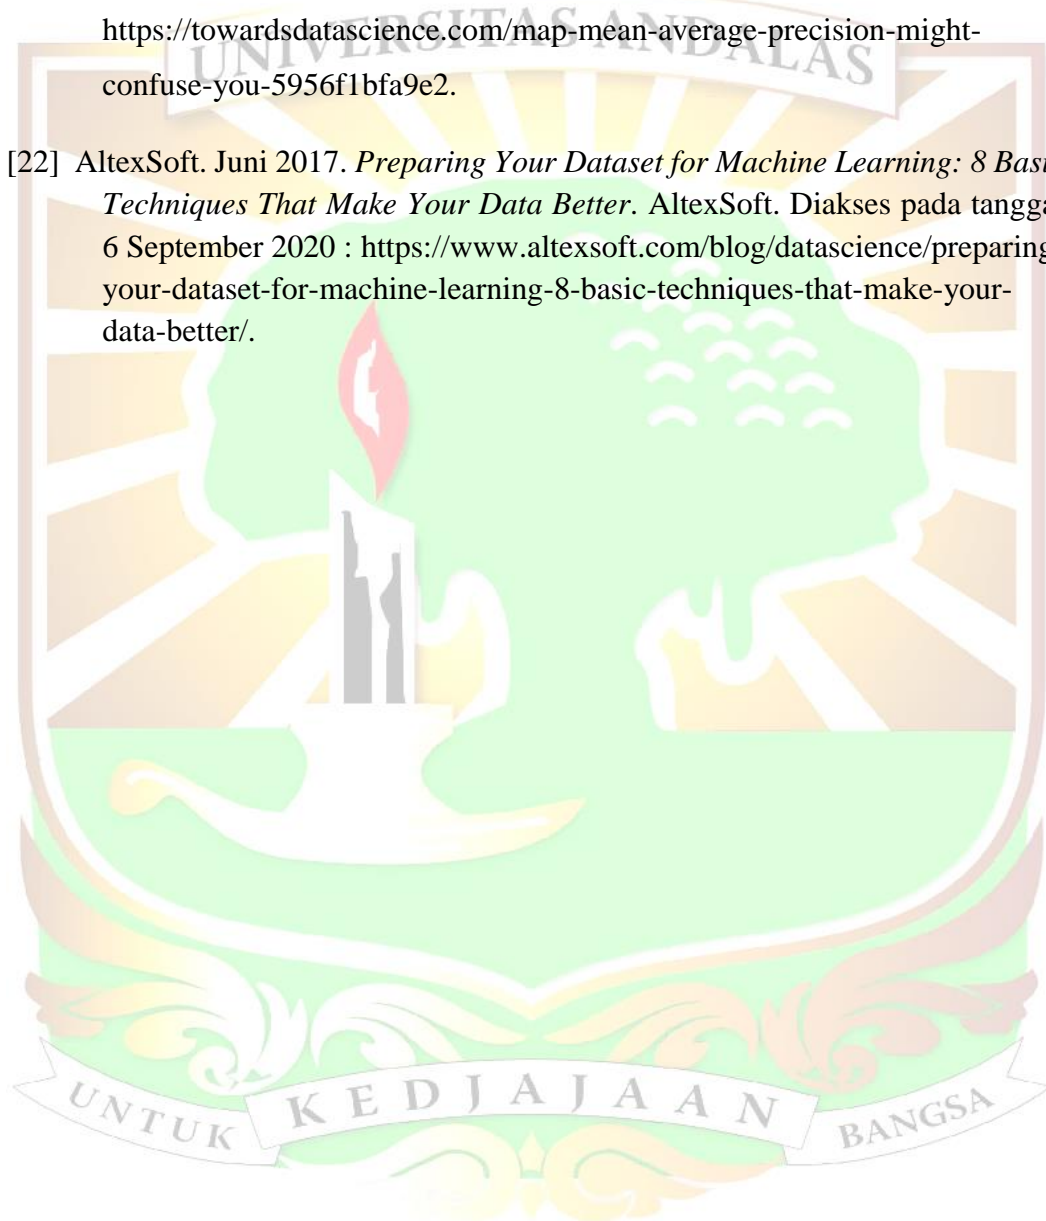 UNIVERSITAS ANDALAS
https://towardsdatascience.com/map-mean-average-precision-might-
confuse-you-5956f1bfa9e2.
[22] AltexSoft. Juni 2017. Preparing Your Dataset for Machine Learning: 8 Basi
Techniques That Make Your Data Better. AltexSoft. Diakses pada tangga
6 September 2020 : https://www.altexsoft.com/blog/datascience/preparing
your-dataset-for-machine-learning-8-basic-techniques-that-make-your-
data-better/.
UNTUK KEDJAJAAN BANGSA